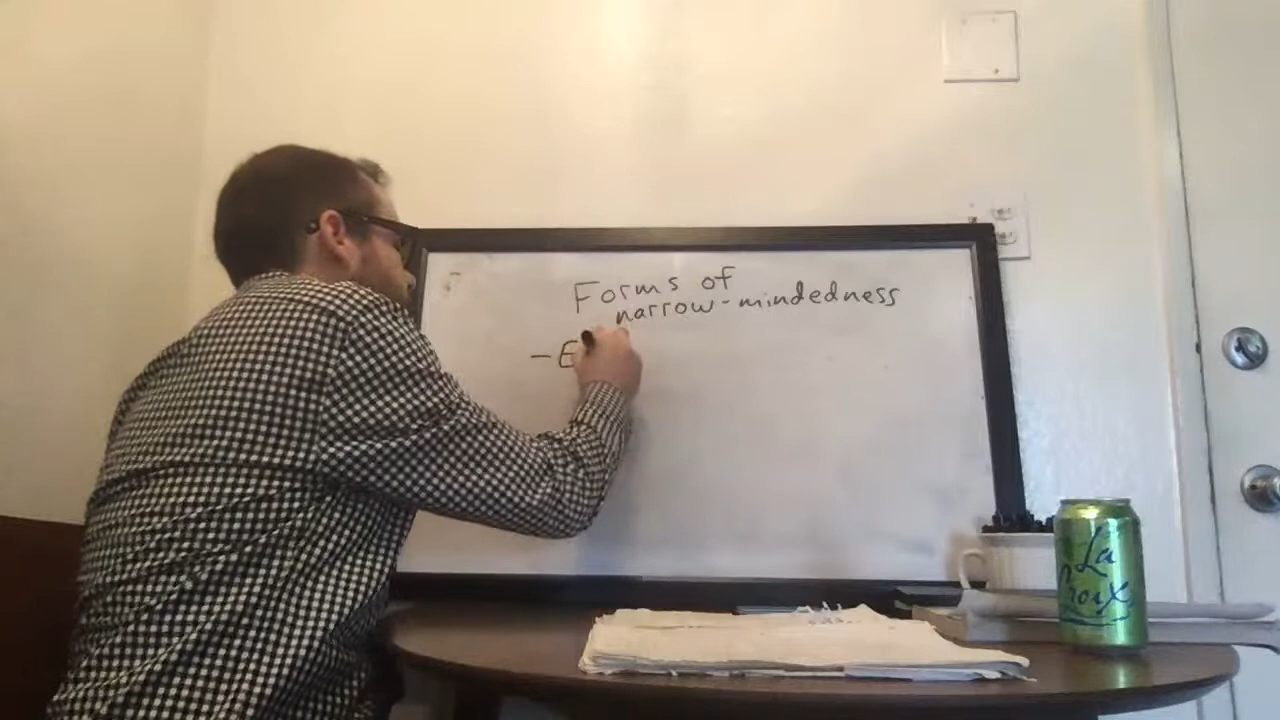 Forms of
narrow-mindedness
- E
La
Croix